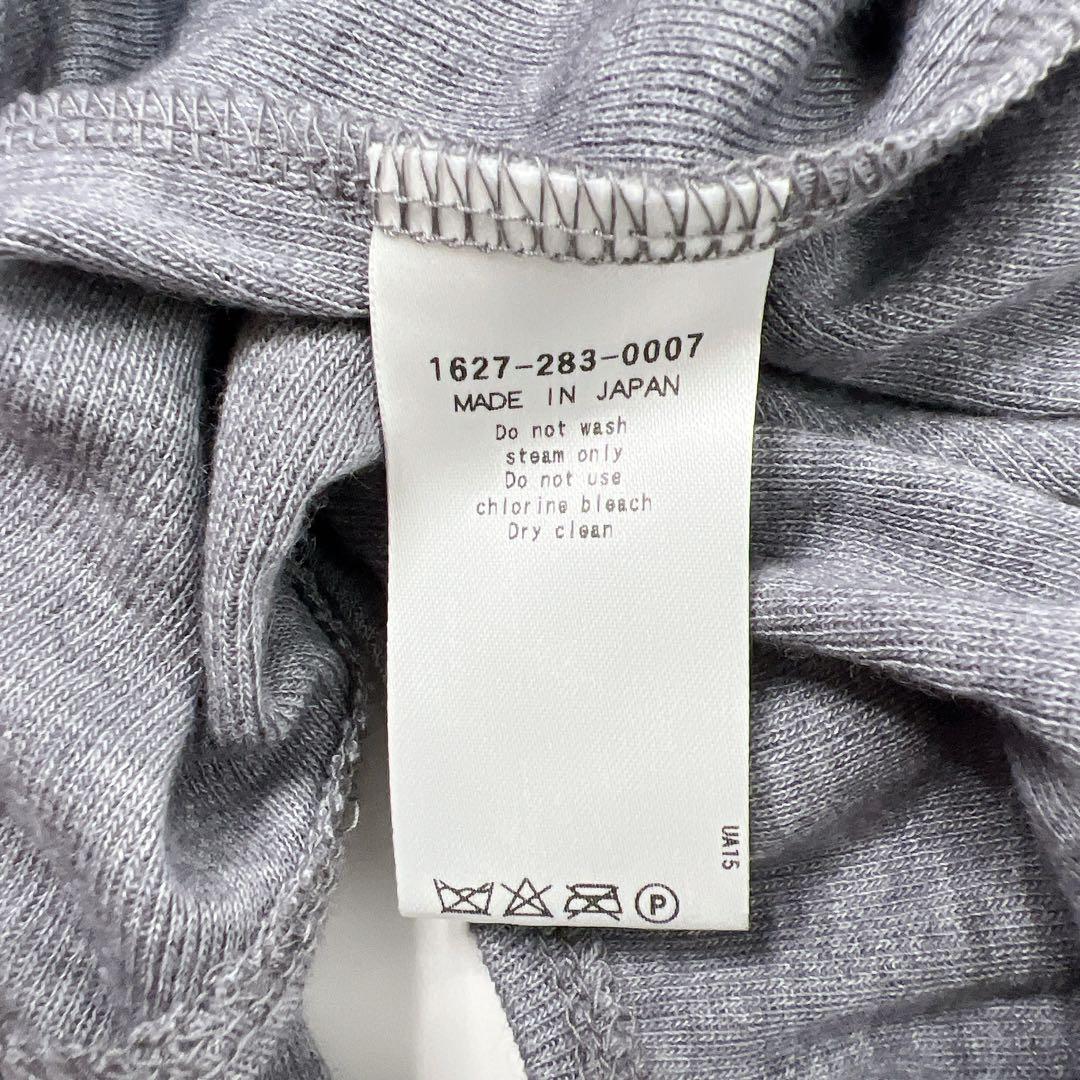 1627-283-0007
MADE IN JAPAN
Do not wash
steam only
Do not use
chlorine bleach
Dry clean
UA15
P